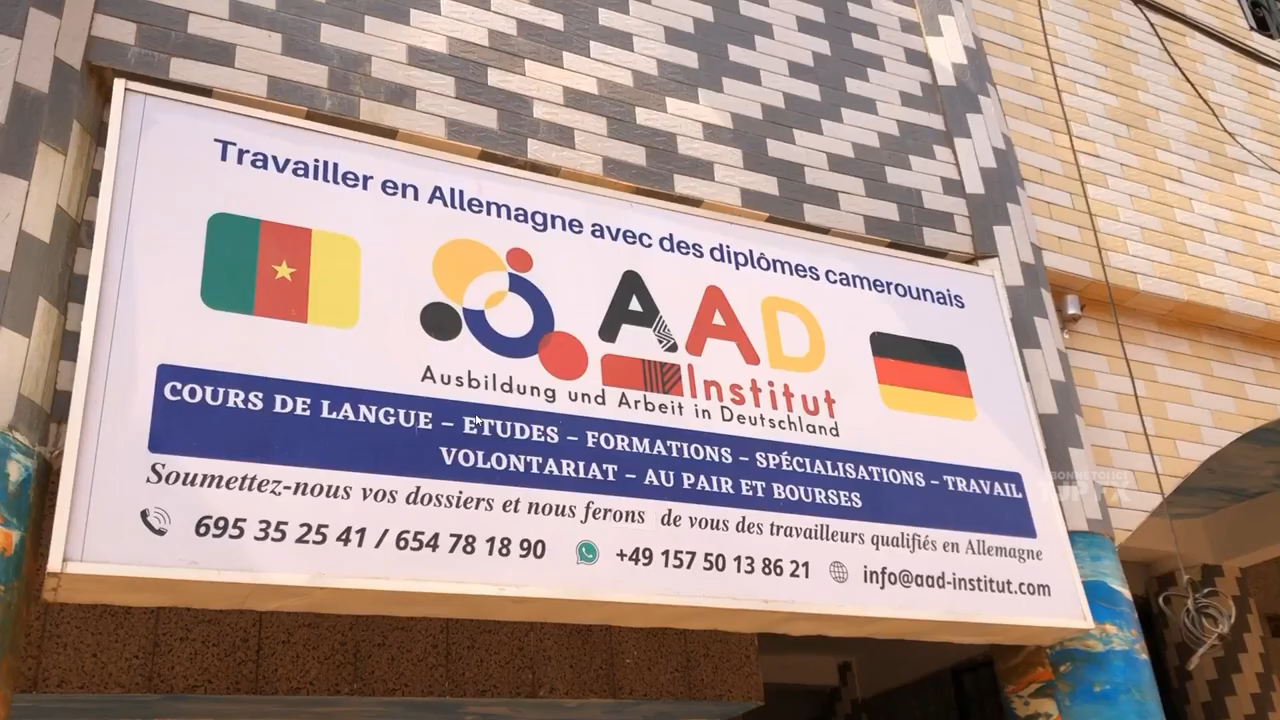 Travailler en Allemagne avec des diplômes camerounais
AAD
Institut
Ausbildung und Arbeit in Deutschland
COURS DE LANGUE – ETUDES – FORMATIONS – SPÉCIALISATIONS – TRAVAIL
VOLONTARIAT – AU PAIR ET BOURSES
Soumettez-nous vos dossiers et nous ferons de vous des travailleurs qualifiés en Allemagne
695 35 25 41 / 654 78 18 90 +49 157 50 13 86 21 info@aad-institut.com